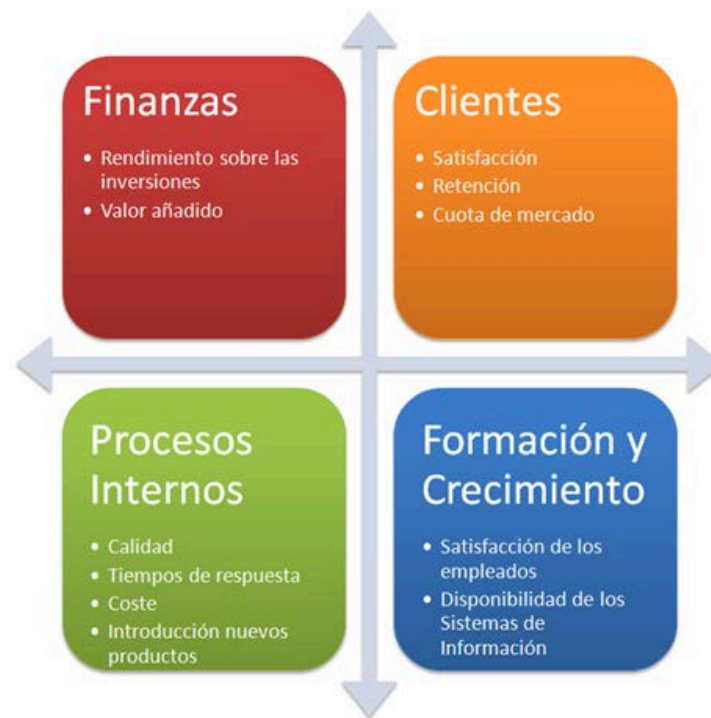 Finanzas
• Rendimiento sobre las
inversiones
• Valor añadido
Clientes
• Satisfacción
• Retención
• Cuota de mercado
Procesos
Internos
• Calidad
• Tiempos de respuesta
• Coste
• Introducción nuevos
productos
Formación y
Crecimiento
• Satisfacción de los
empleados
• Disponibilidad de los
Sistemas de
Información